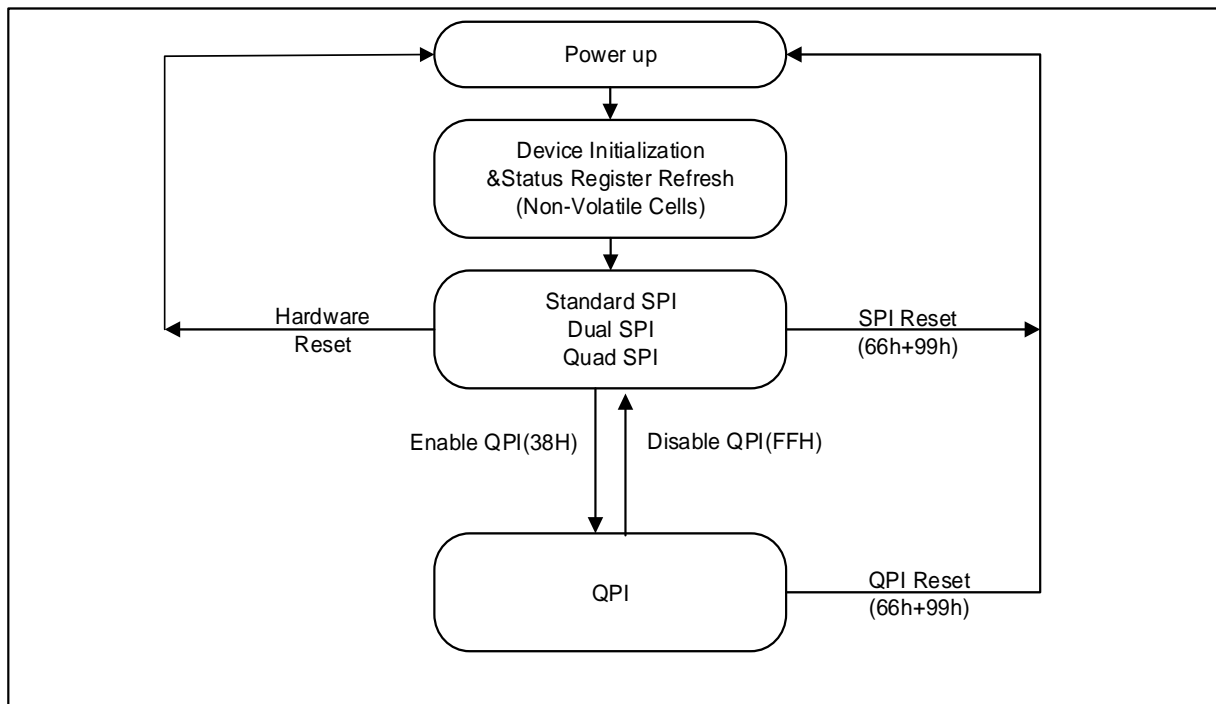 Power up
Device Initialization
&Status Register Refresh
(Non-Volatile Cells)
Standard SPI
Dual SPI
Quad SPI
Hardware
Reset
SPI Reset
(66h+99h)
Enable QPI(38H)
Disable QPI(FFH)
QPI
QPI Reset
(66h+99h)